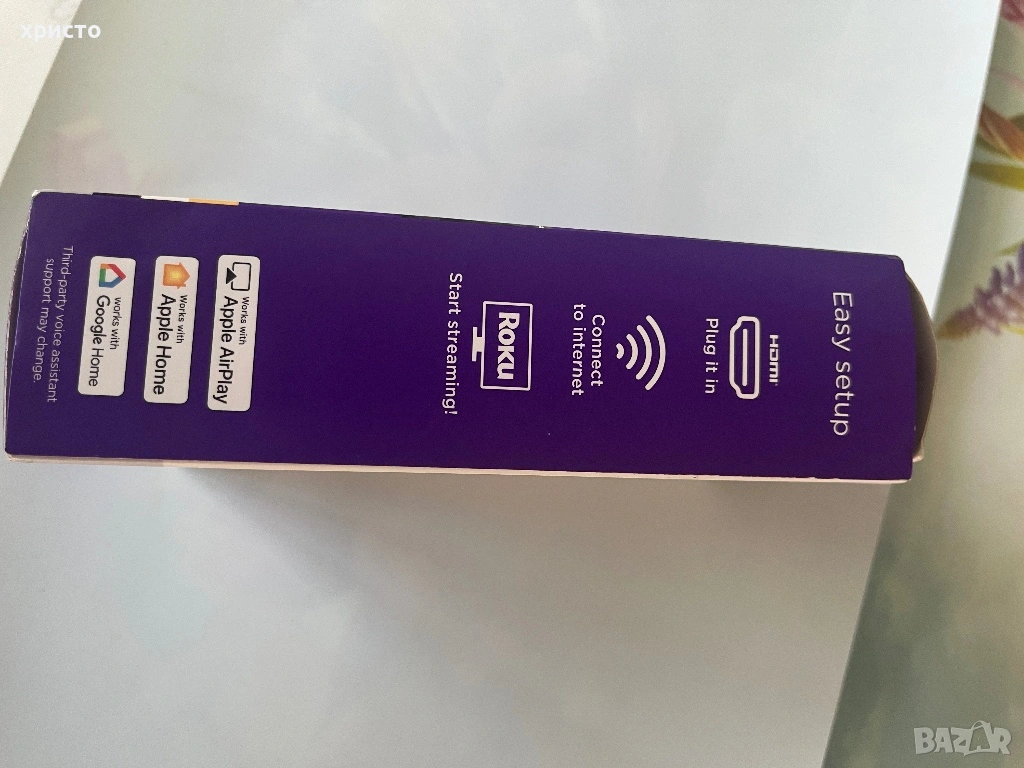 христо
Easy setup
HDMI
Plug it in
Connect
to internet
ROKU
Start streaming!
Works with
Apple AirPlay
Works with
Apple Home
works with
Google Home
Third-party voice assistant
support may change.
BAZAR